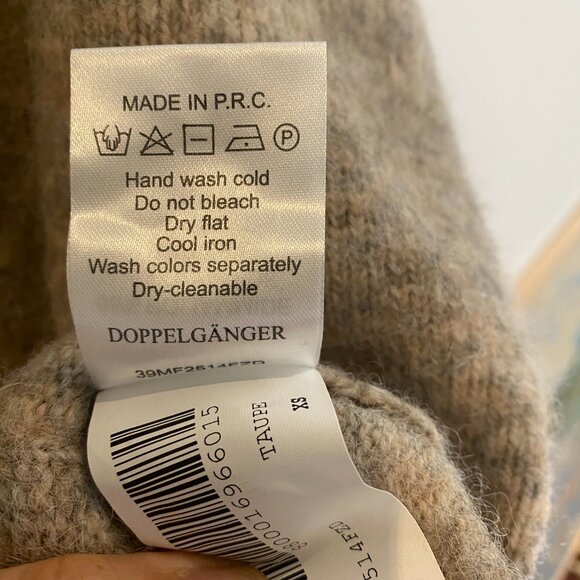 MADE IN P.R.C.
P
Hand wash cold
Do not bleach
Dry flat
Cool iron
Wash colors separately
Dry-cleanable
DOPPELGÄNGER
TAUPE XS
514FZD